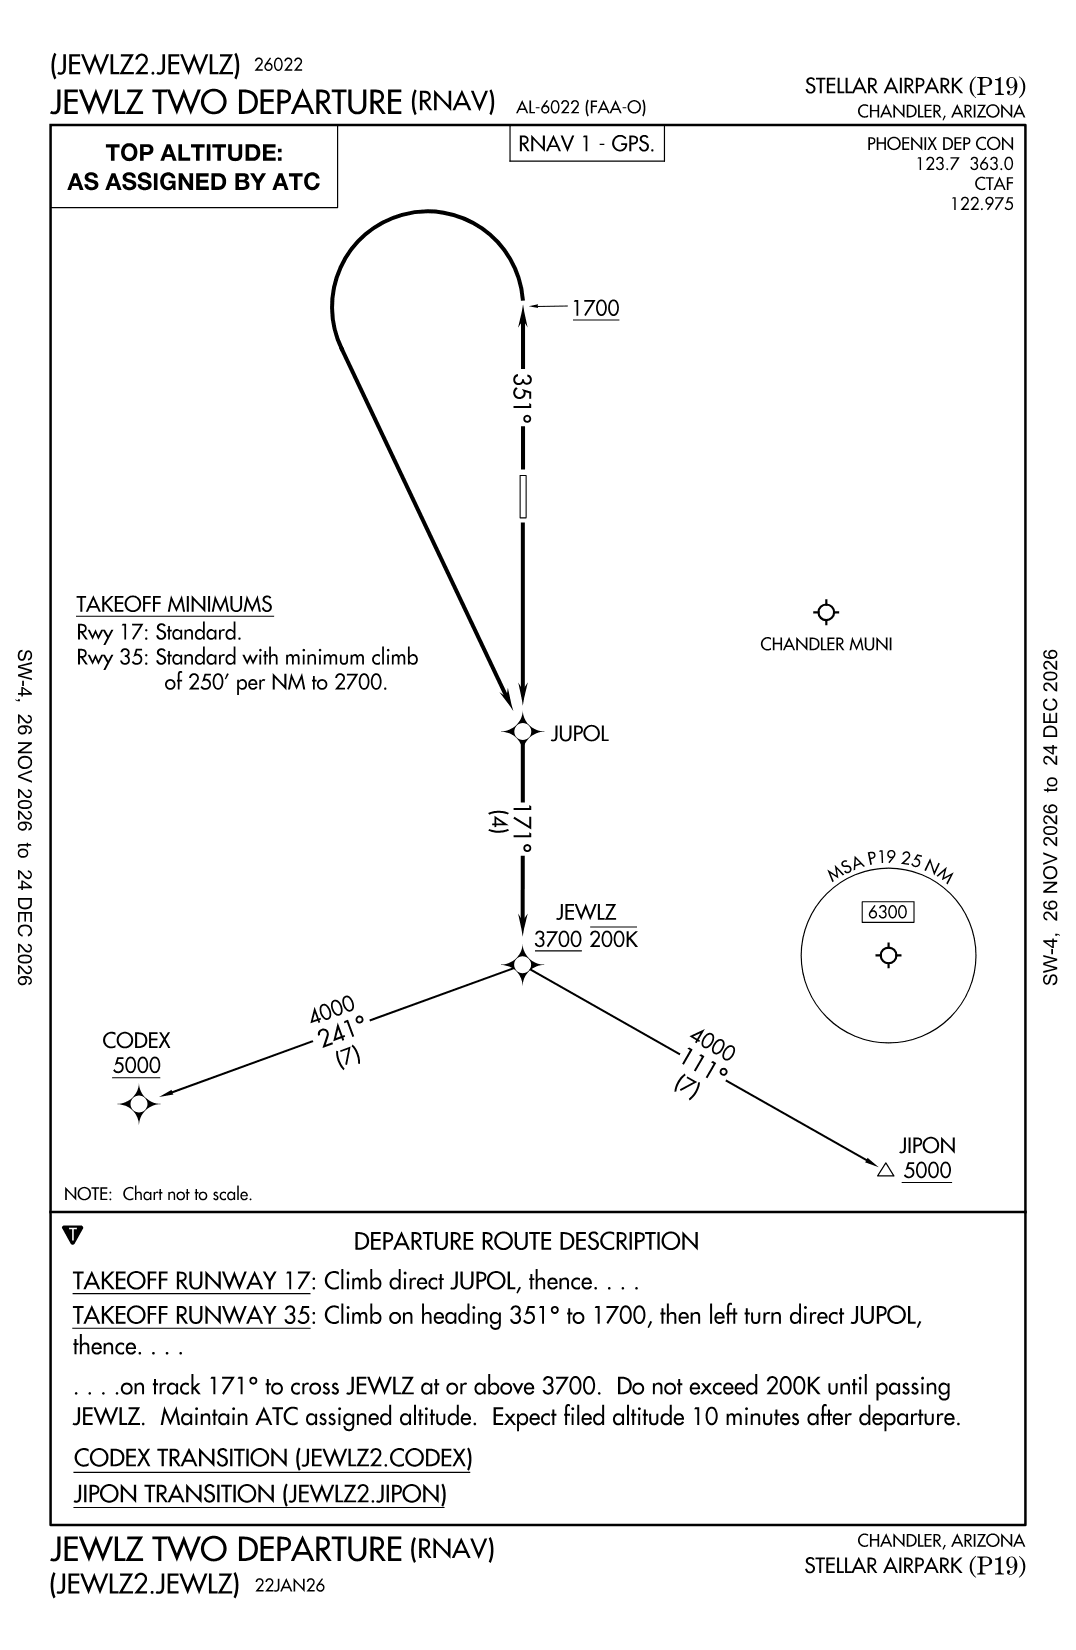 (JEWLZ2.JEWLZ) 26022
JEWLZ TWO DEPARTURE (RNAV) AL-6022 (FAA-O)
STELLAR AIRPARK (P19)
CHANDLER, ARIZONA
TOP ALTITUDE:
AS ASSIGNED BY ATC
RNAV 1 - GPS.
PHOENIX DEP CON
123.7 363.0
CTAF
122.975
1700
351°
TAKEOFF MINIMUMS
Rwy 17: Standard.
Rwy 35: Standard with minimum climb
of 250’ per NM to 2700.
CHANDLER MUNI
SW-4, 26 NOV 2026 to 24 DEC 2026
SW-4, 26 NOV 2026 to 24 DEC 2026
JUPOL
171°
(4)
MSA P19 25 NM
6300
JEWLZ
3700 200K
4000
241°
(7)
CODEX
5000
4000
111°
(7)
JIPON
5000
NOTE: Chart not to scale.
T
DEPARTURE ROUTE DESCRIPTION
TAKEOFF RUNWAY 17: Climb direct JUPOL, thence. . . .
TAKEOFF RUNWAY 35: Climb on heading 351° to 1700, then left turn direct JUPOL,
thence. . . .
. . . .on track 171° to cross JEWLZ at or above 3700. Do not exceed 200K until passing
JEWLZ. Maintain ATC assigned altitude. Expect filed altitude 10 minutes after departure.
CODEX TRANSITION (JEWLZ2.CODEX)
JIPON TRANSITION (JEWLZ2.JIPON)
JEWLZ TWO DEPARTURE (RNAV)
(JEWLZ2.JEWLZ) 22JAN26
CHANDLER, ARIZONA
STELLAR AIRPARK (P19)